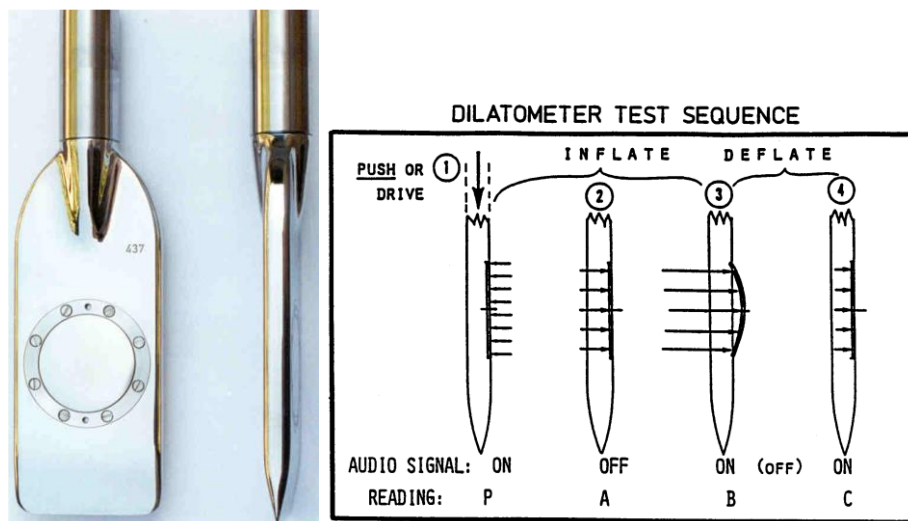 437
DILATOMETER TEST SEQUENCE
PUSH OR
DRIVE
1
INFLATE
DEFLATE
2
3
4
AUDIO SIGNAL: ON OFF ON (OFF) ON
READING: P A B C